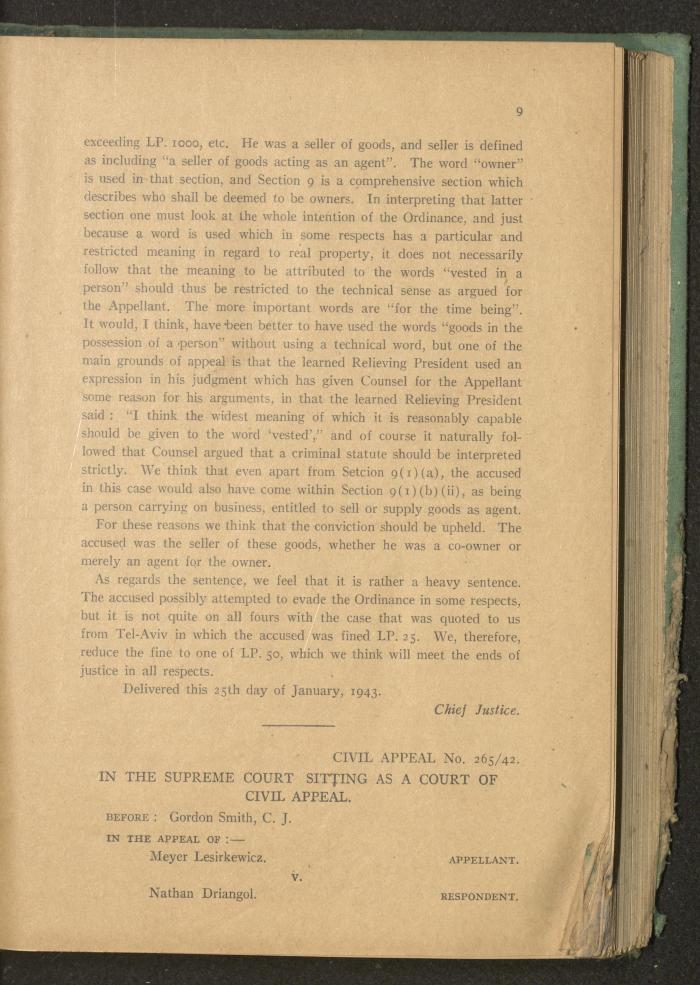 9
exceeding LP. 1000, etc. He was a seller of goods, and seller is defined
as including "a seller of goods acting as an agent". The word "owner"
is used in that section, and Section 9 is a comprehensive section which
describes who shall be deemed to be owners. In interpreting that latter
section one must look at the whole intention of the Ordinance, and just
because a word is used which in some respects has a particular and
restricted meaning in regard to real property, it does not necessarily
follow that the meaning to be attributed to the words "vested in a
person" should thus be restricted to the technical sense as argued for
the Appellant. The more important words are "for the time being".
It would, I think, have been better to have used the words "goods in the
possession of a person" without using a technical word, but one of the
main grounds of appeal is that the learned Relieving President used an
expression in his judgment which has given Counsel for the Appellant
some reason for his arguments, in that the learned Relieving President
said : "I think the widest meaning of which it is reasonably capable
should be given to the word 'vested'," and of course it naturally fol-
lowed that Counsel argued that a criminal statute should be interpreted
strictly. We think that even apart from Setcion 9(1)(a), the accused
in this case would also have come within Section 9(1)(b)(ii), as being
a person carrying on business, entitled to sell or supply goods as agent.
For these reasons we think that the conviction should be upheld. The
accused was the seller of these goods, whether he was a co-owner or
merely an agent for the owner.
As regards the sentence, we feel that it is rather a heavy sentence.
The accused possibly attempted to evade the Ordinance in some respects,
but it is not quite on all fours with the case that was quoted to us
from Tel-Aviv in which the accused was fined LP. 25. We, therefore,
reduce the fine to one of LP. 50, which we think will meet the ends of
justice in all respects.
Delivered this 25th day of January, 1943.
Chief Justice.
CIVIL APPEAL No. 265/42.
IN THE SUPREME COURT SITTING AS A COURT OF
CIVIL APPEAL.
BEFORE : Gordon Smith, C. J.
IN THE APPEAL OF :—
Meyer Lesirkewicz. APPELLANT.
v.
Nathan Driangol. RESPONDENT.